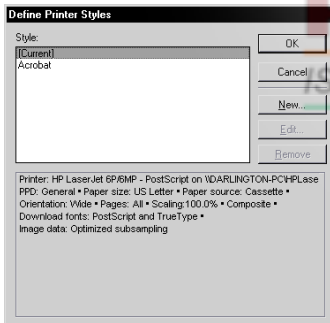 Define Printer Styles
Style:
[Current]
Acrobat
OK
Cancel
New...
Edit...
Remove
Printer: HP LaserJet 6P/6MP - PostScript on \\DARLINGTON-PC\HPLase
PPD: General • Paper size: US Letter • Paper source: Cassette •
Orientation: Wide • Pages: All • Scaling:100.0% • Composite •
Download fonts: PostScript and TrueType •
Image data: Optimized subsampling
IS